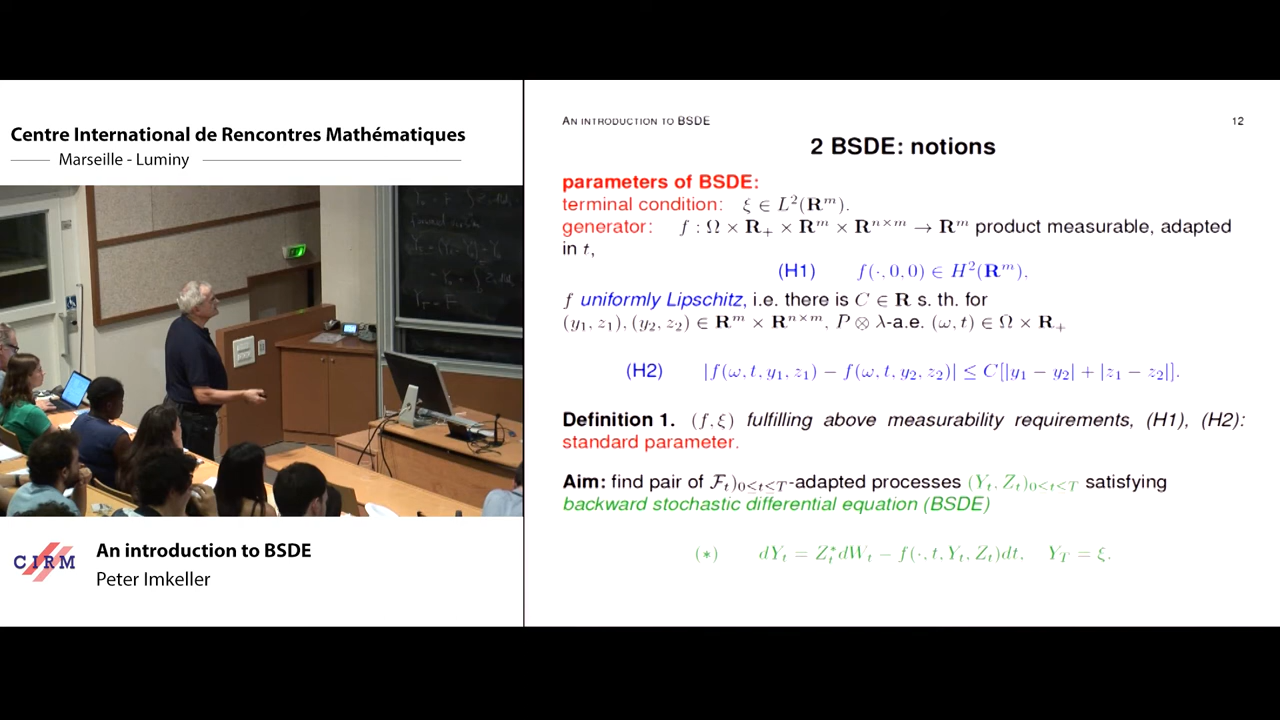 Centre International de Rencontres Mathématiques
Marseille - Luminy
CIRM
An introduction to BSDE
Peter Imkeller
AN INTRODUCTION TO BSDE
12
2 BSDE: notions
parameters of BSDE:
terminal condition: ξ ∈ L²(Rᵐ).
generator: f : Ω × R₊ × Rᵐ × Rⁿˣᵐ → Rᵐ product measurable, adapted
in t,
(H1) f(·, 0, 0) ∈ H²(Rᵐ).
f uniformly Lipschitz, i.e. there is C ∈ R s. th. for
(y₁, z₁), (y₂, z₂) ∈ Rᵐ × Rⁿˣᵐ, P ⊗ λ-a.e. (ω, t) ∈ Ω × R₊
(H2) |f(ω, t, y₁, z₁) − f(ω, t, y₂, z₂)| ≤ C[|y₁ − y₂| + |z₁ − z₂|].
Definition 1. (f, ξ) fulfilling above measurability requirements, (H1), (H2):
standard parameter.
Aim: find pair of 𝓕ₜ)₀≤t≤T-adapted processes (Yₜ, Zₜ)₀≤t≤T satisfying
backward stochastic differential equation (BSDE)
(∗) dYₜ = Zₜ*dWₜ − f(·, t, Yₜ, Zₜ)dt, Y_T = ξ.